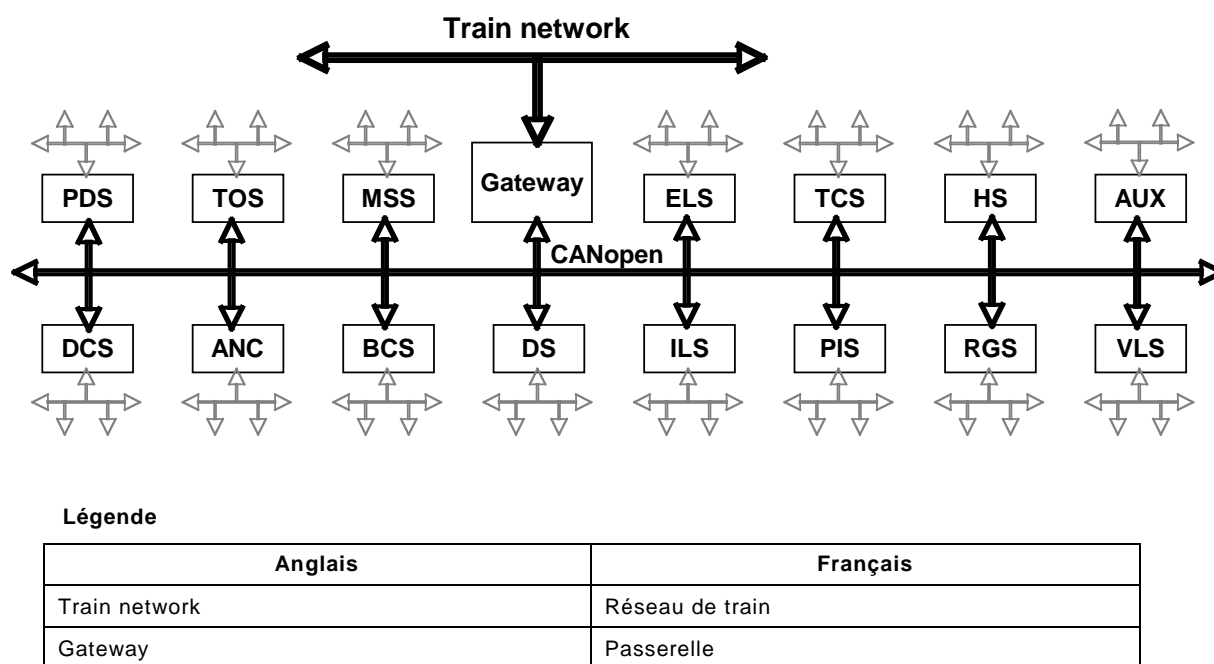 Train network
PDS TOS MSS Gateway ELS TCS HS AUX
CANopen
DCS ANC BCS DS ILS PIS RGS VLS
Légende
Anglais Français
Train network Réseau de train
Gateway Passerelle